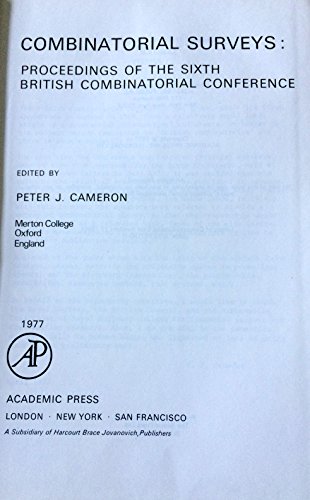 COMBINATORIAL SURVEYS:
PROCEEDINGS OF THE SIXTH
BRITISH COMBINATORIAL CONFERENCE
EDITED BY
PETER J. CAMERON
Merton College
Oxford
England
1977
AP
ACADEMIC PRESS
LONDON · NEW YORK · SAN FRANCISCO
A Subsidiary of Harcourt Brace Jovanovich, Publishers